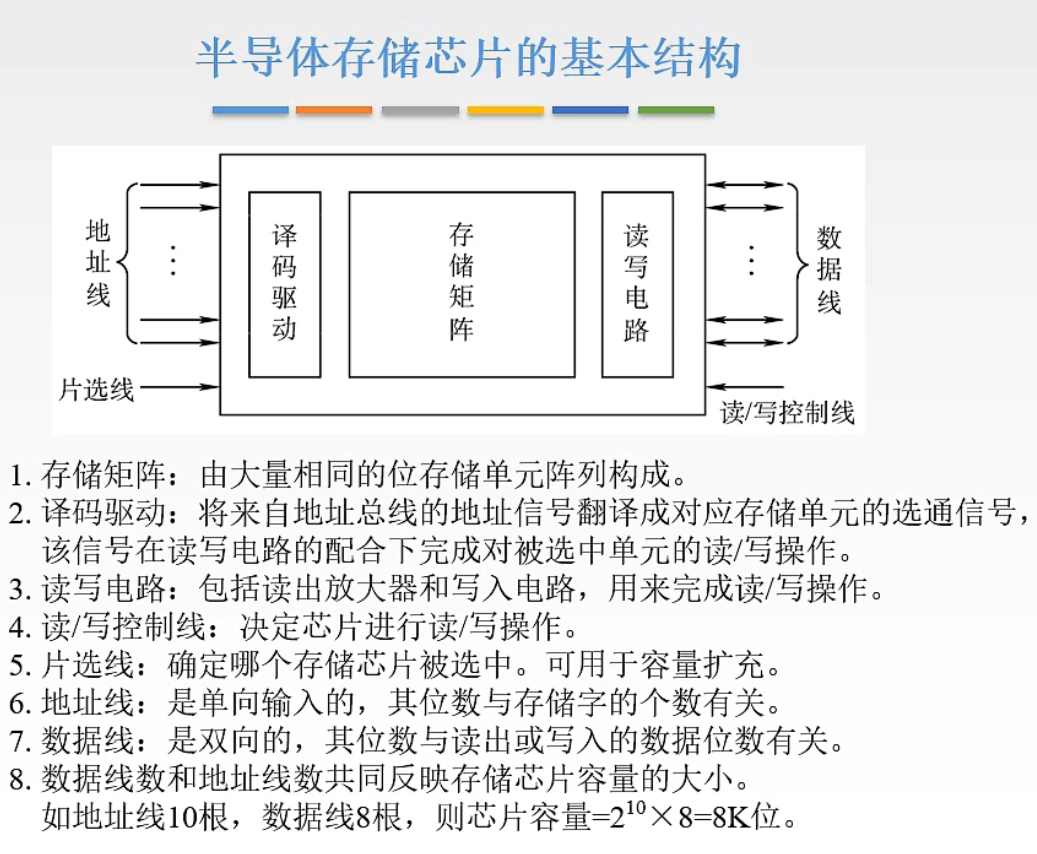 半导体存储芯片的基本结构
地址线
片选线
译码驱动
存储矩阵
读写电路
数据线
读/写控制线
1. 存储矩阵：由大量相同的位存储单元阵列构成。
2. 译码驱动：将来自地址总线的地址信号翻译成对应存储单元的选通信号，
该信号在读写电路的配合下完成对被选中单元的读/写操作。
3. 读写电路：包括读出放大器和写入电路，用来完成读/写操作。
4. 读/写控制线：决定芯片进行读/写操作。
5. 片选线：确定哪个存储芯片被选中。可用于容量扩充。
6. 地址线：是单向输入的，其位数与存储字的个数有关。
7. 数据线：是双向的，其位数与读出或写入的数据位数有关。
8. 数据线数和地址线数共同反映存储芯片容量的大小。
如地址线10根，数据线8根，则芯片容量=2¹⁰×8=8K位。